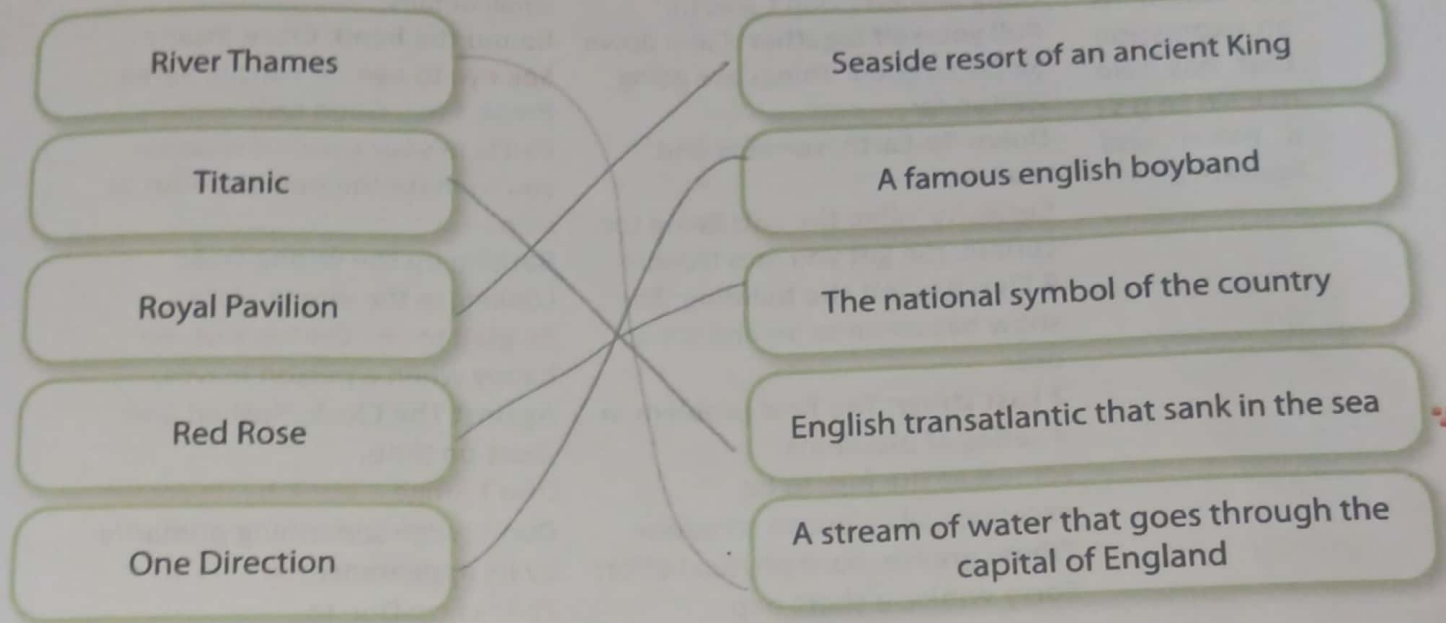 River Thames
Titanic
Royal Pavilion
Red Rose
One Direction
Seaside resort of an ancient King
A famous english boyband
The national symbol of the country
English transatlantic that sank in the sea
A stream of water that goes through the
capital of England